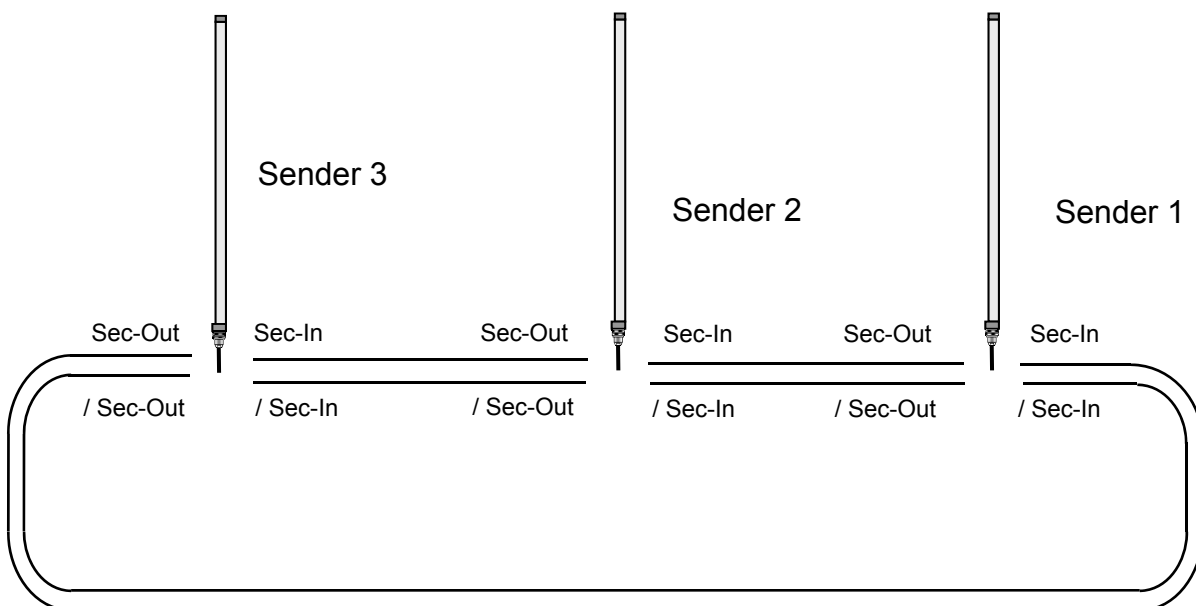 Sender 3
Sender 2
Sender 1
Sec-Out
Sec-In
Sec-Out
Sec-In
Sec-Out
Sec-In
/ Sec-Out
/ Sec-In
/ Sec-Out
/ Sec-In
/ Sec-Out
/ Sec-In